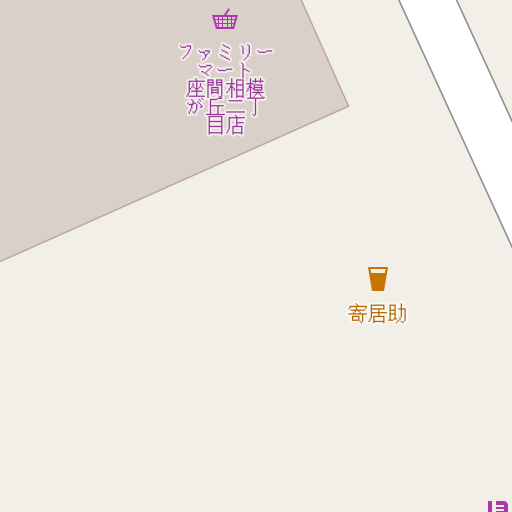 ファミリー
マート
座間相模
が丘二丁
目店
寄居助